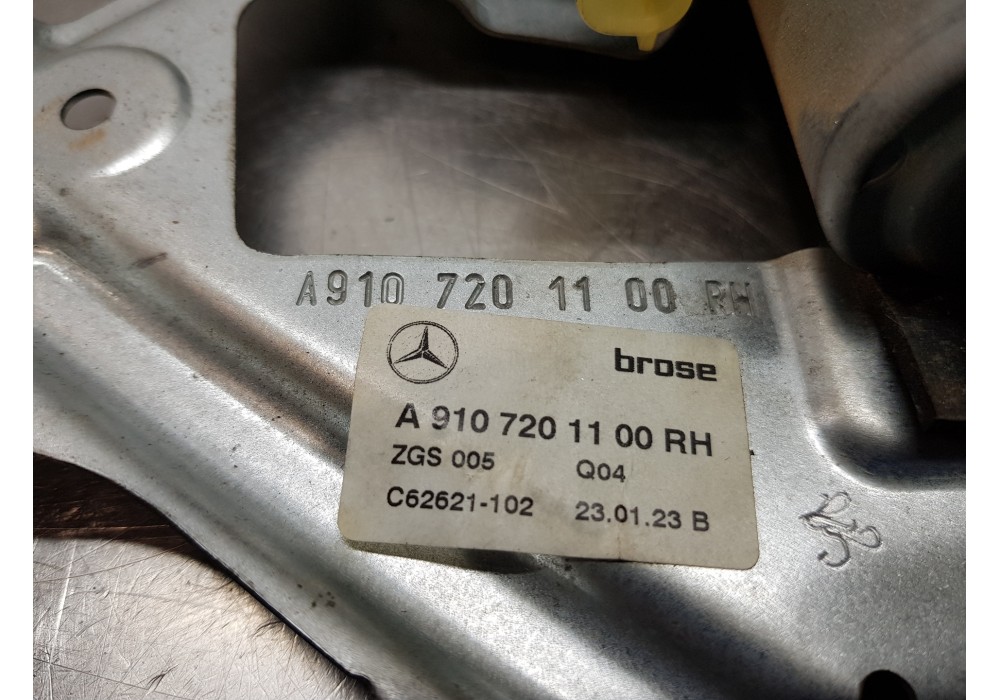 A910 720 11 00 RH
brose
A 910 720 11 00 RH
ZGS 005 Q04
C62621-102 23.01.23 B